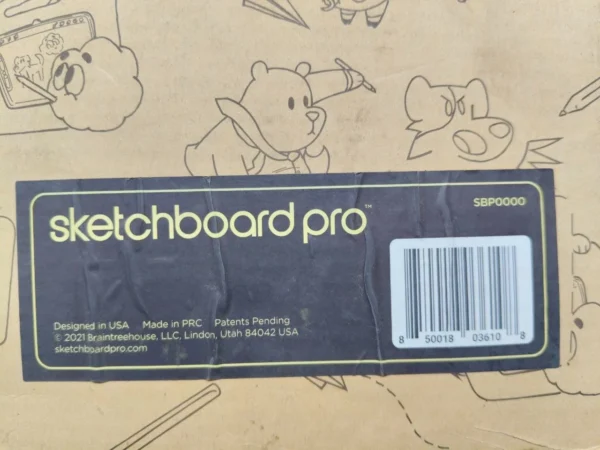 sketchboard pro™
SBP0000
Designed in USA Made in PRC Patents Pending
© 2021 Braintreehouse, LLC, Lindon, Utah 84042 USA
sketchboardpro.com
8 50018 03610 8